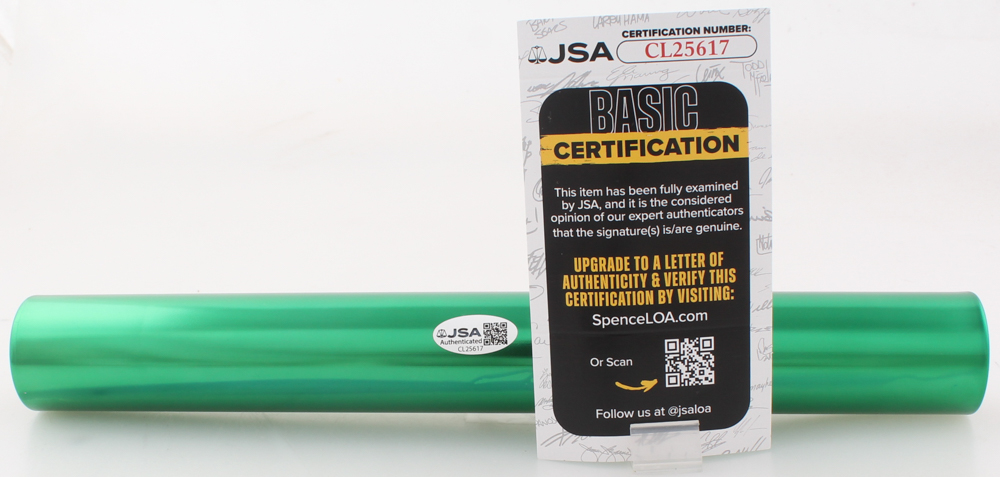 LARRY HAMA
JSA
CERTIFICATION NUMBER:
CL25617
BASIC
CERTIFICATION
This item has been fully examined
by JSA, and it is the considered
opinion of our expert authenticators
that the signature(s) is/are genuine.
UPGRADE TO A LETTER OF
AUTHENTICITY & VERIFY THIS
CERTIFICATION BY VISITING:
SpenceLOA.com
Or Scan
Follow us at @jsaloa
JSA
Authenticated
CL25617